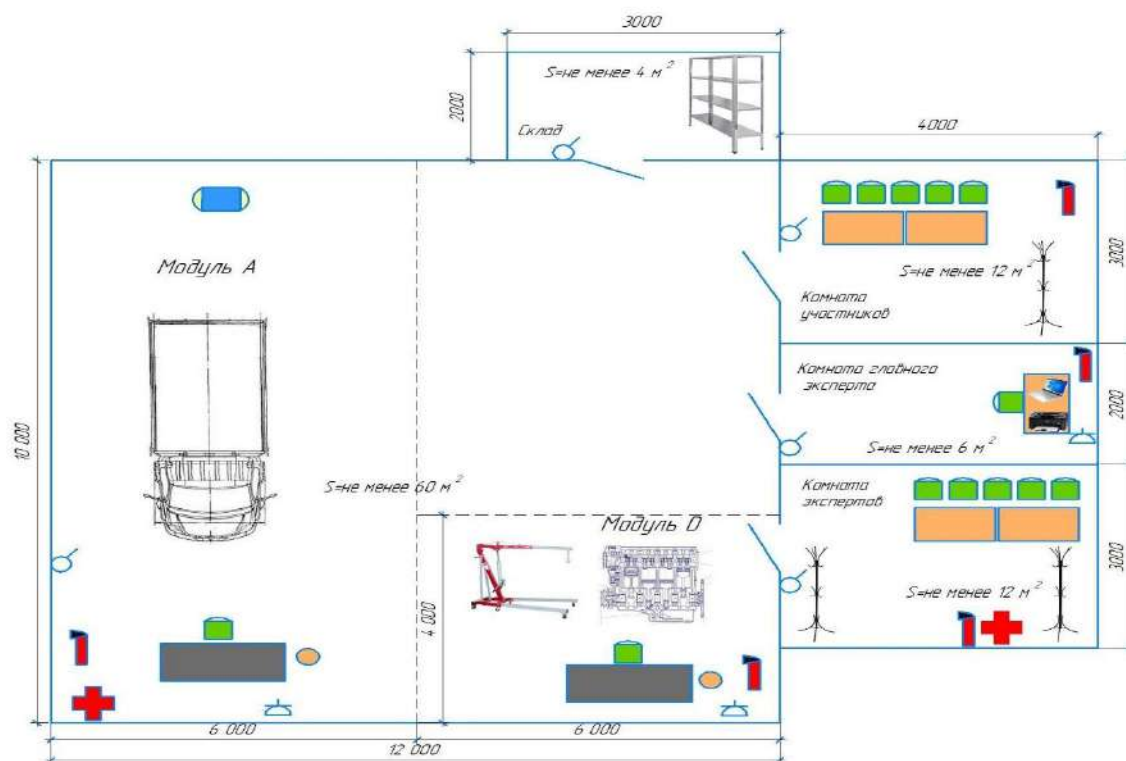 3000
S=не менее 4 м²
2000
Склад
4000
Модуль А
S=не менее 12 м²
3000
Комната
участников
Комната главного
эксперта
2000
10 000
S=не менее 6 м²
S=не менее 60 м²
Комната
экспертов
Модуль D
S=не менее 12 м²
3000
4 000
6 000
6 000
12 000